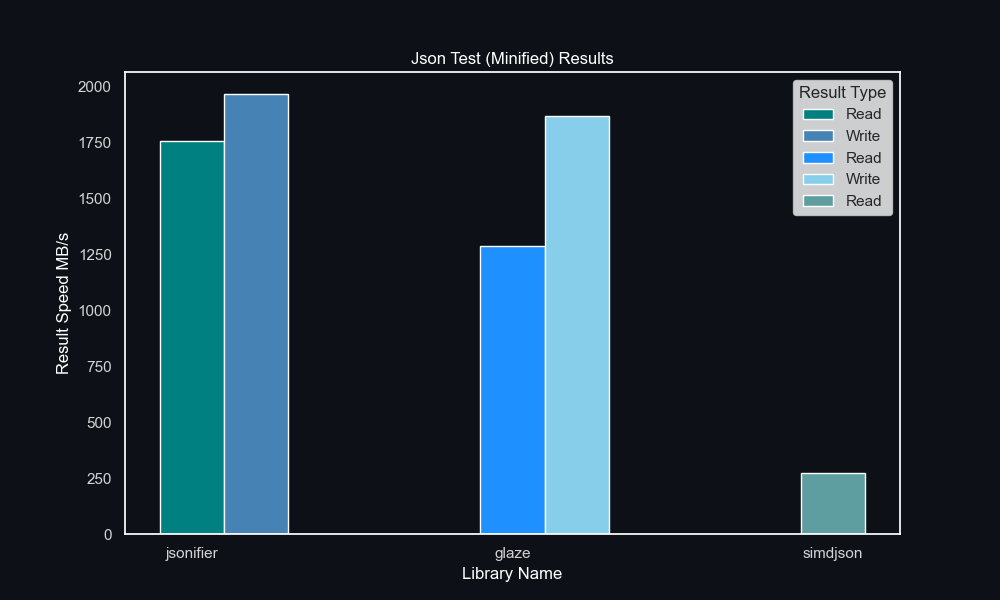 Json Test (Minified) Results
Result Type
Read
Write
Read
Write
Read
2000
1750
1500
1250
1000
750
500
250
0
Result Speed MB/s
jsonifier
glaze
simdjson
Library Name